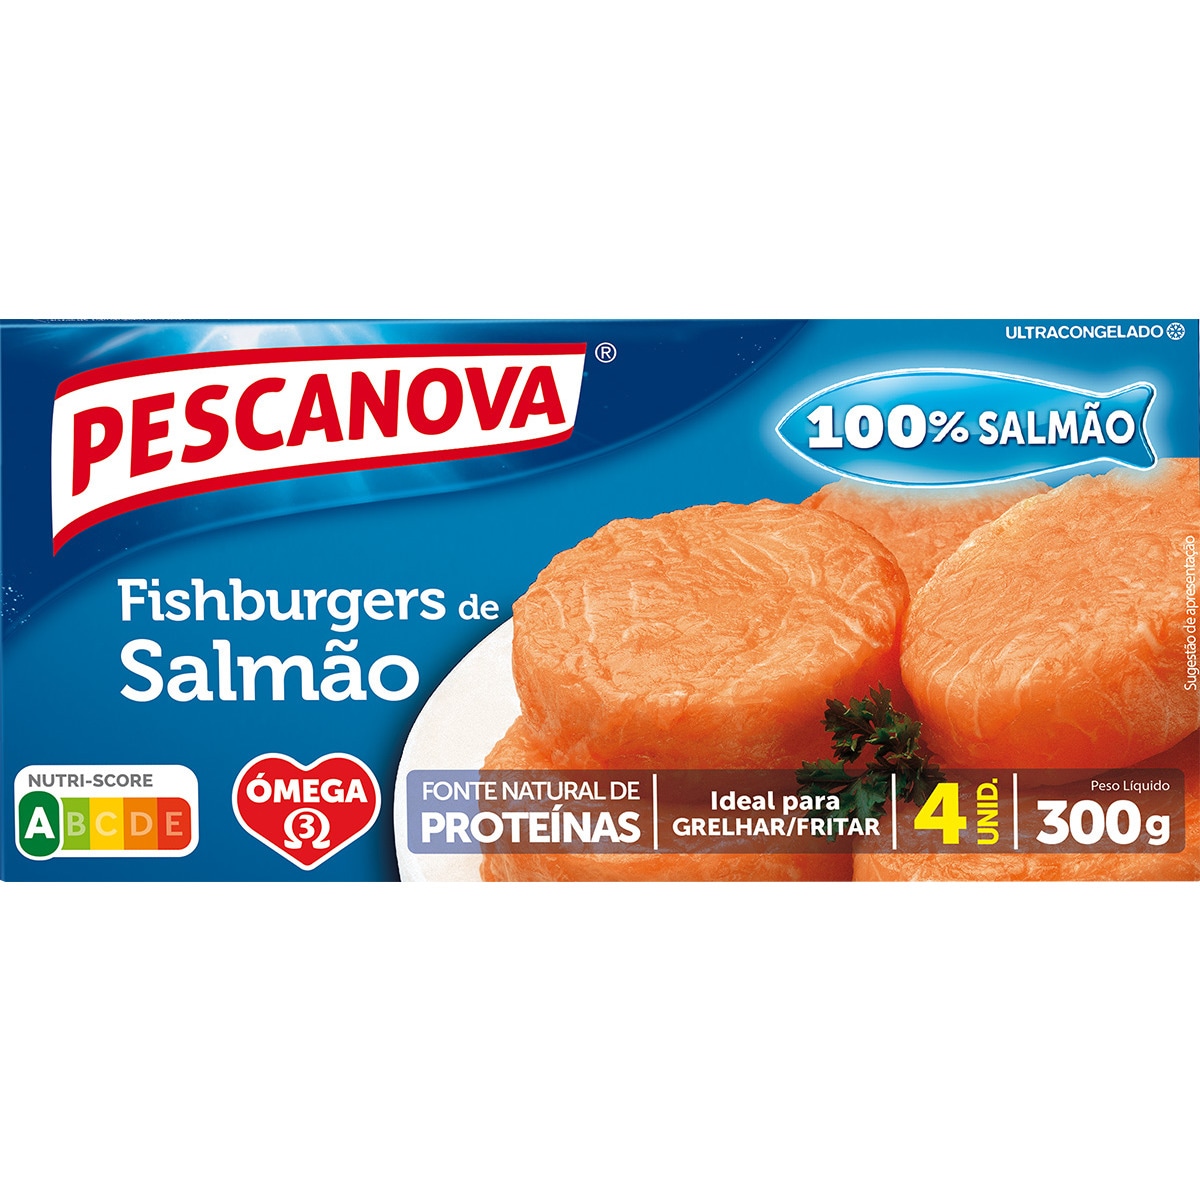 ULTRACONGELADO
PESCANOVA®
100% SALMÃO
Fishburgers de
Salmão
Sugestão de apresentação
NUTRI-SCORE
A B C D E
ÓMEGA
3
FONTE NATURAL DE
PROTEÍNAS
Ideal para
GRELHAR/FRITAR
4 UNID.
Peso Líquido
300g